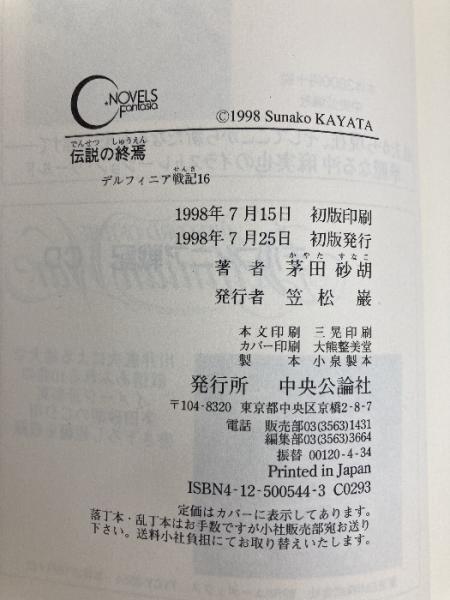 C★NOVELS
Fantasia
©1998 Sunako KAYATA
でんせつ しゅうえん
伝説の終焉
せんき
デルフィニア戦記16
1998年7月15日 初版印刷
1998年7月25日 初版発行
かやた すなこ
著者 茅田砂胡
発行者 笠松巖
本文印刷 三晃印刷
カバー印刷 大熊整美堂
製本 小泉製本
発行所 中央公論社
〒104-8320 東京都中央区京橋2-8-7
電話 販売部03(3563)1431
編集部03(3563)3664
振替 00120-4-34
Printed in Japan
ISBN4-12-500544-3 C0293
定価はカバーに表示してあります。
落丁本・乱丁本はお手数ですが小社販売部宛お送り
下さい。送料小社負担にてお取り替えいたします。